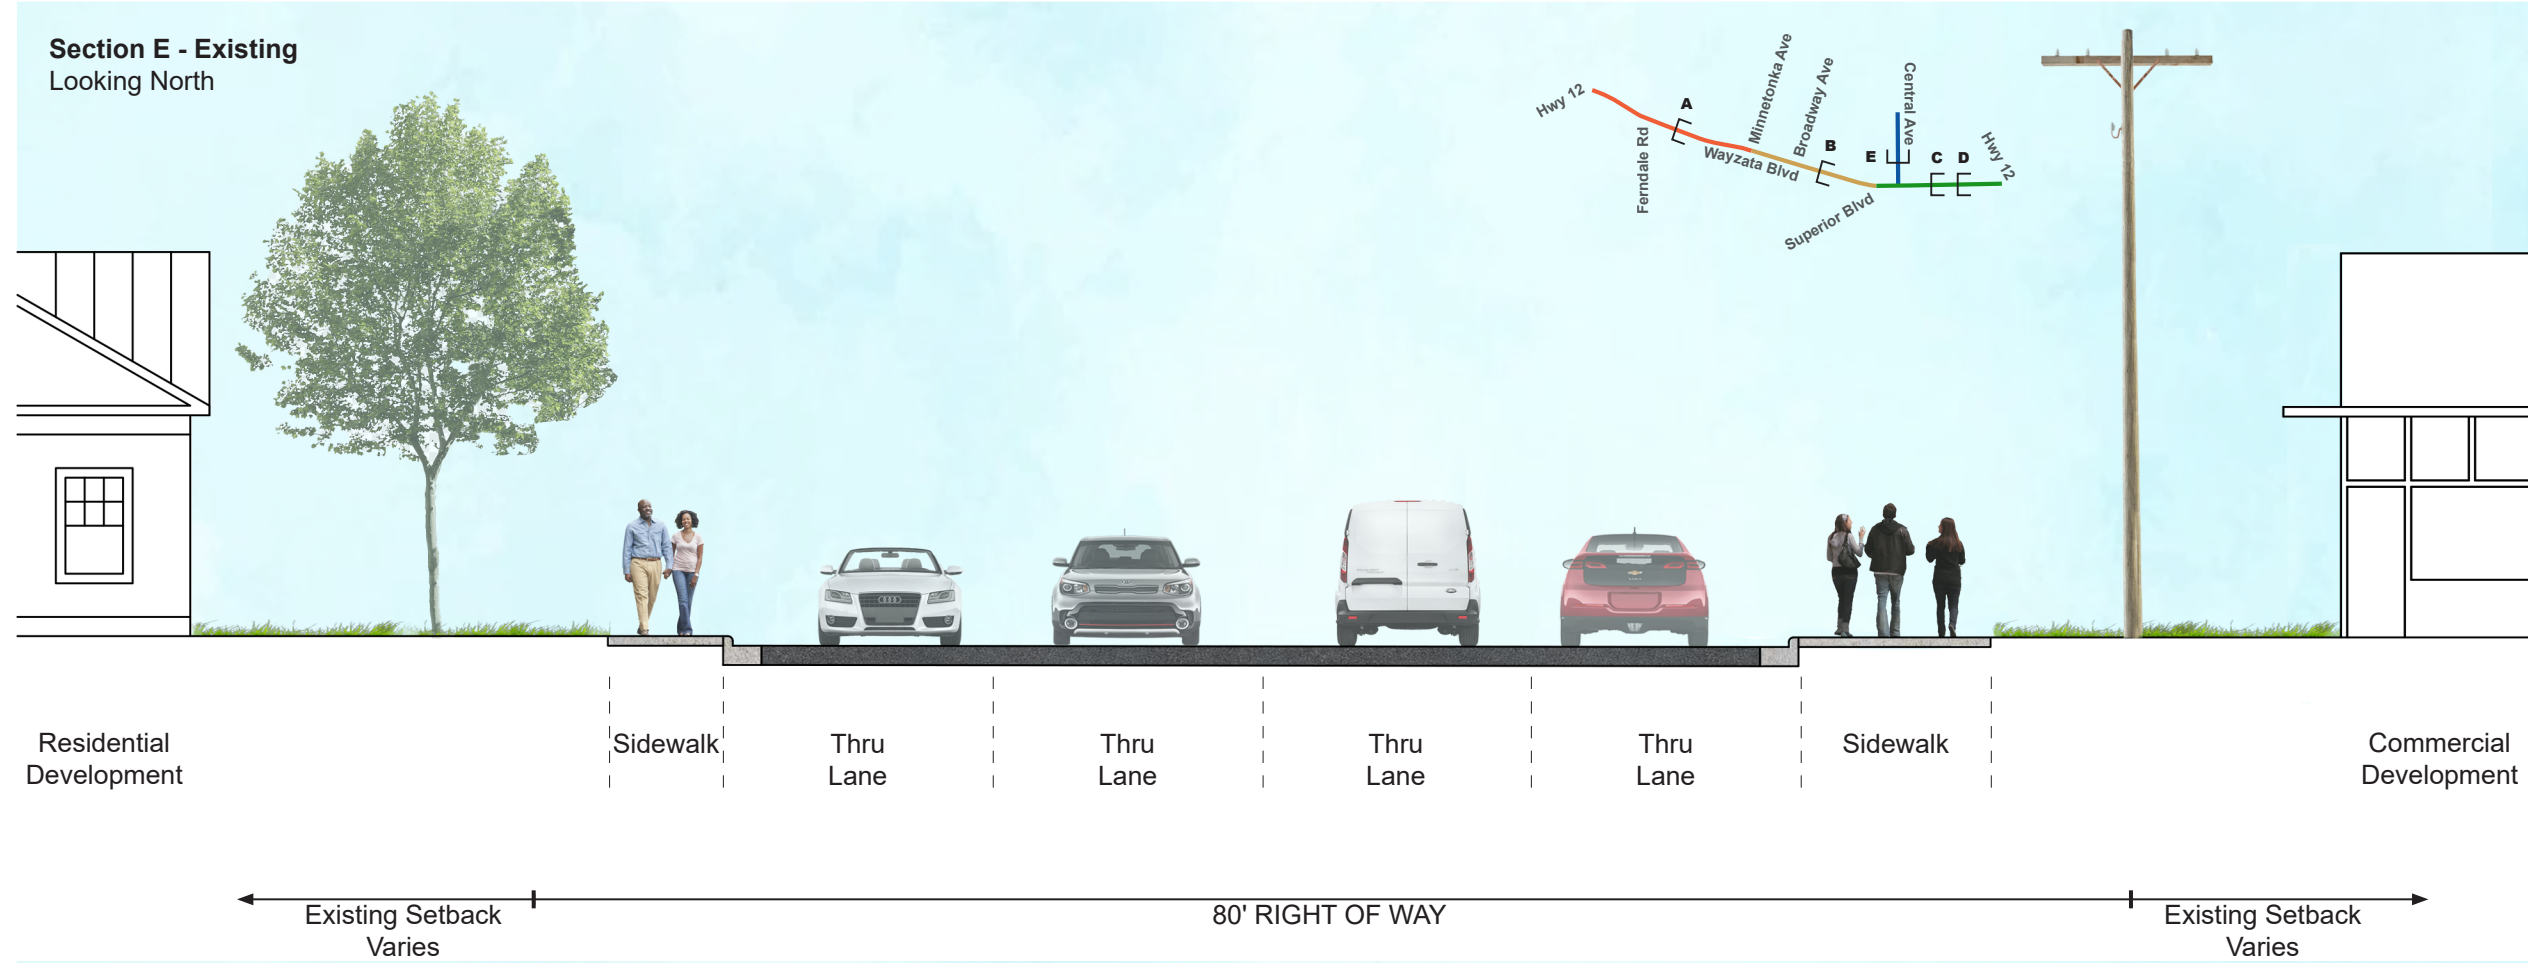 Section E - Existing
Looking North
Hwy 12
Ferndale Rd
A
Minnetonka Ave
Broadway Ave
Wayzata Blvd
B
Superior Blvd
E
Central Ave
C
D
Hwy 12
Residential
Development
Sidewalk
Thru
Lane
Thru
Lane
Thru
Lane
Thru
Lane
Sidewalk
Commercial
Development
Existing Setback
Varies
80' RIGHT OF WAY
Existing Setback
Varies